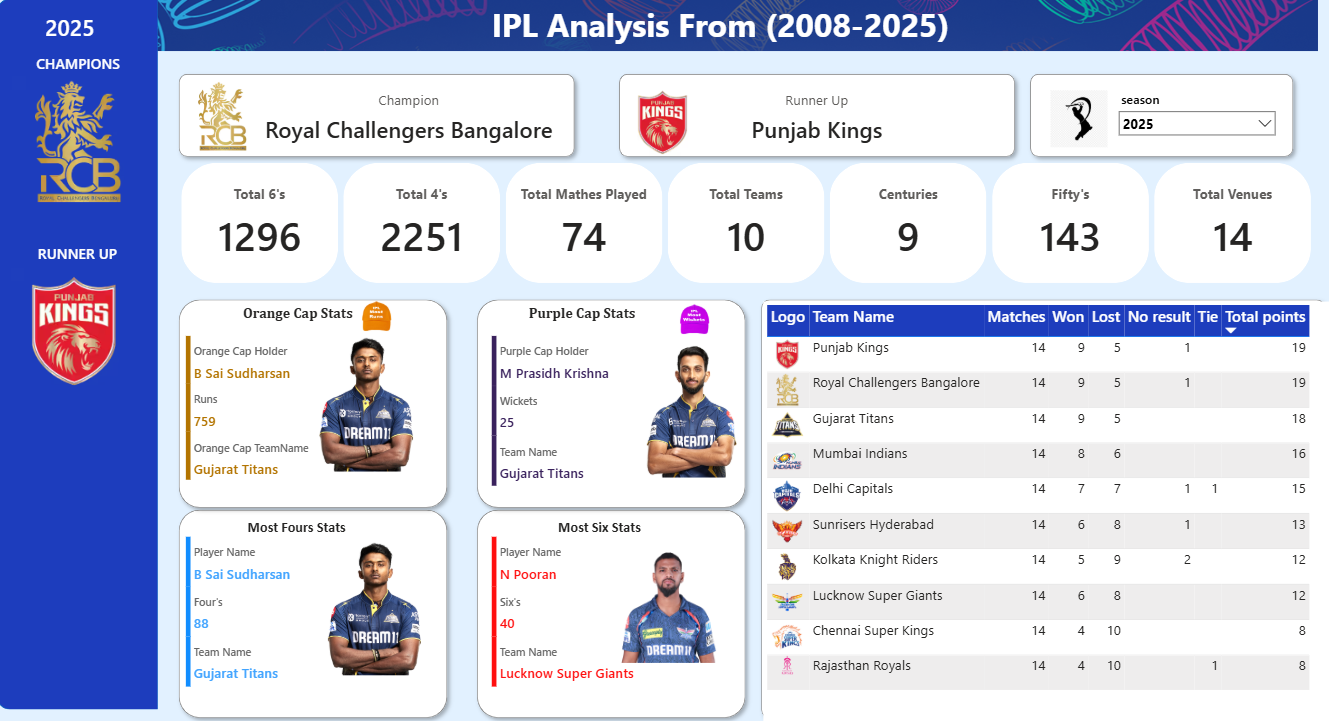 2025
CHAMPIONS
RCB
ROYAL CHALLENGERS BENGALURU
RUNNER UP
PUNJAB
KINGS
IPL Analysis From (2008-2025)
RCB
Champion
Royal Challengers Bangalore
PUNJAB
KINGS
Runner Up
Punjab Kings
season
2025
Total 6's
1296
Total 4's
2251
Total Mathes Played
74
Total Teams
10
Centuries
9
Fifty's
143
Total Venues
14
Orange Cap Stats
Orange Cap Holder
B Sai Sudharsan
Runs
759
Orange Cap TeamName
Gujarat Titans
DREAM11
Purple Cap Stats
Purple Cap Holder
M Prasidh Krishna
Wickets
25
Team Name
Gujarat Titans
DREAM11
Most Fours Stats
Player Name
B Sai Sudharsan
Four's
88
Team Name
Gujarat Titans
DREAM11
Most Six Stats
Player Name
N Pooran
Six's
40
Team Name
Lucknow Super Giants
DREAM11
Logo Team Name Matches Won Lost No result Tie Total points
Punjab Kings 14 9 5 1 19
Royal Challengers Bangalore 14 9 5 1 19
Gujarat Titans 14 9 5 18
Mumbai Indians 14 8 6 16
Delhi Capitals 14 7 7 1 1 15
Sunrisers Hyderabad 14 6 8 1 13
Kolkata Knight Riders 14 5 9 2 12
Lucknow Super Giants 14 6 8 12
Chennai Super Kings 14 4 10 8
Rajasthan Royals 14 4 10 1 8